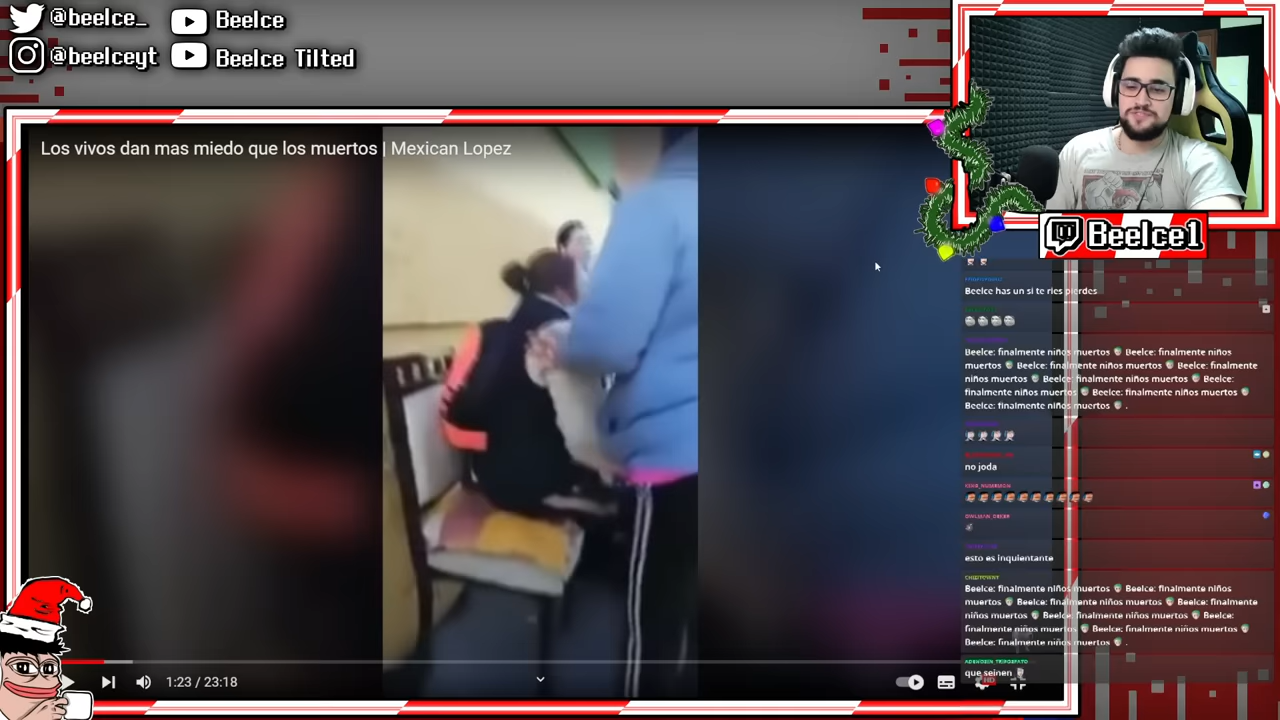 @beelce_
Beelce
@beelceyt
Beelce Tilted
Los vivos dan mas miedo que los muertos | Mexican Lopez
Beelce1
Beelce has un si te ries pierdes
Beelce: finalmente niños muertos Beelce: finalmente niños
muertos Beelce: finalmente niños muertos Beelce: finalmente
niños muertos Beelce: finalmente niños muertos Beelce:
finalmente niños muertos Beelce: finalmente niños muertos
Beelce: finalmente niños muertos .
no joda
esto es inquientante
Beelce: finalmente niños muertos Beelce: finalmente niños
muertos Beelce: finalmente niños muertos Beelce: finalmente
niños muertos Beelce: finalmente niños muertos Beelce:
finalmente niños muertos Beelce: finalmente niños muertos
Beelce: finalmente niños muertos .
que seinen
1:23 / 23:18
HD